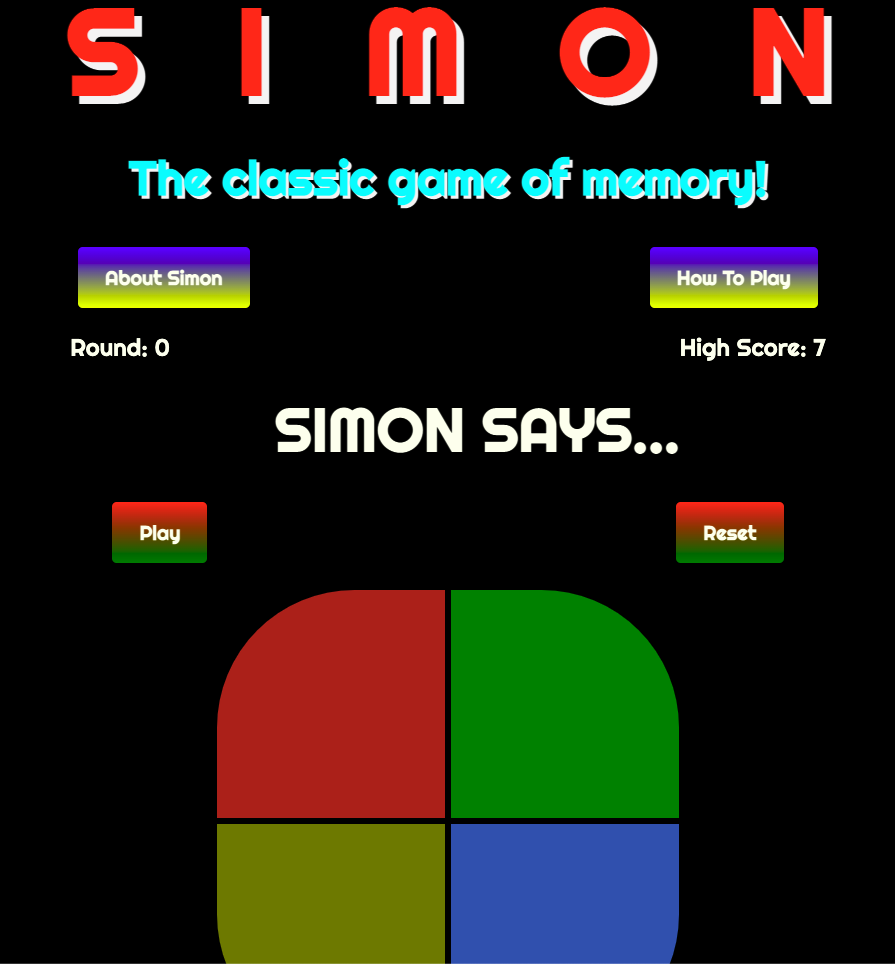 S I M O N
The classic game of memory!
About Simon How To Play
Round: 0 High Score: 7
SIMON SAYS...
Play Reset